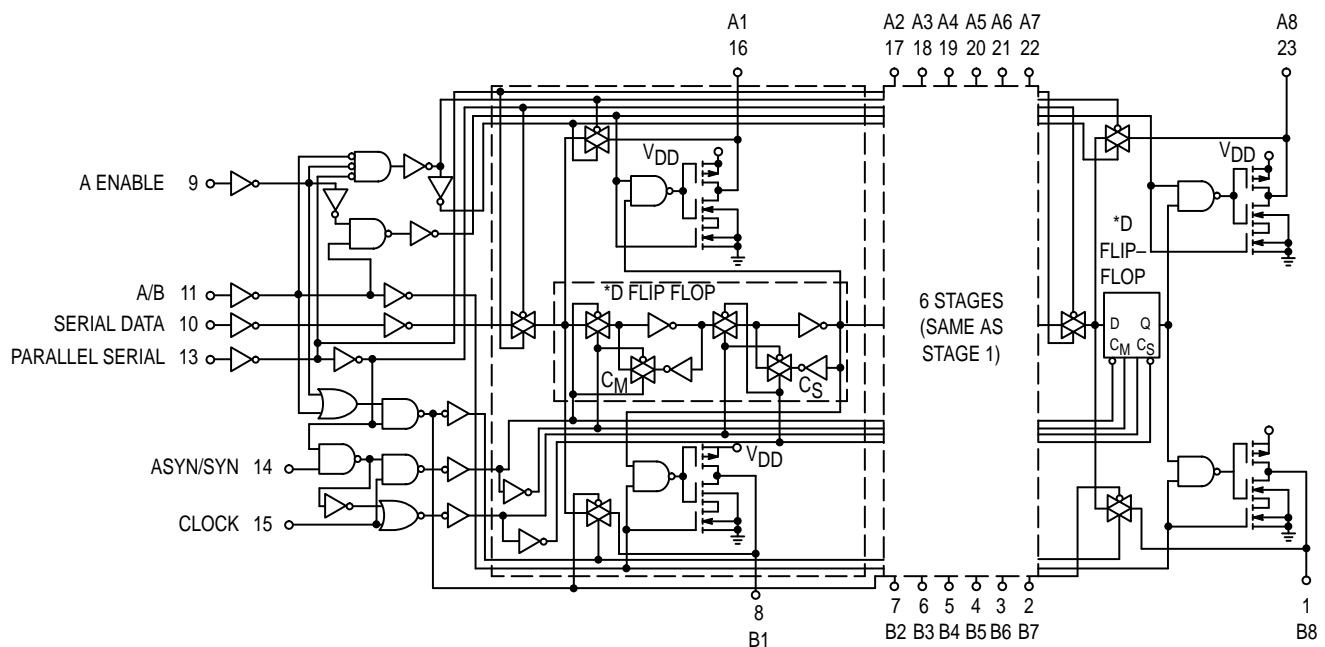 A1 A2 A3 A4 A5 A6 A7 A8
16 17 18 19 20 21 22 23
A ENABLE 9
VDD
VDD
*D
FLIP–
FLOP
A/B 11
SERIAL DATA 10
PARALLEL SERIAL 13
*D FLIP FLOP
CM
CS
6 STAGES
(SAME AS
STAGE 1)
D Q
CM CS
ASYN/SYN 14
CLOCK 15
VDD
8 7 6 5 4 3 2 1
B1 B2 B3 B4 B5 B6 B7 B8